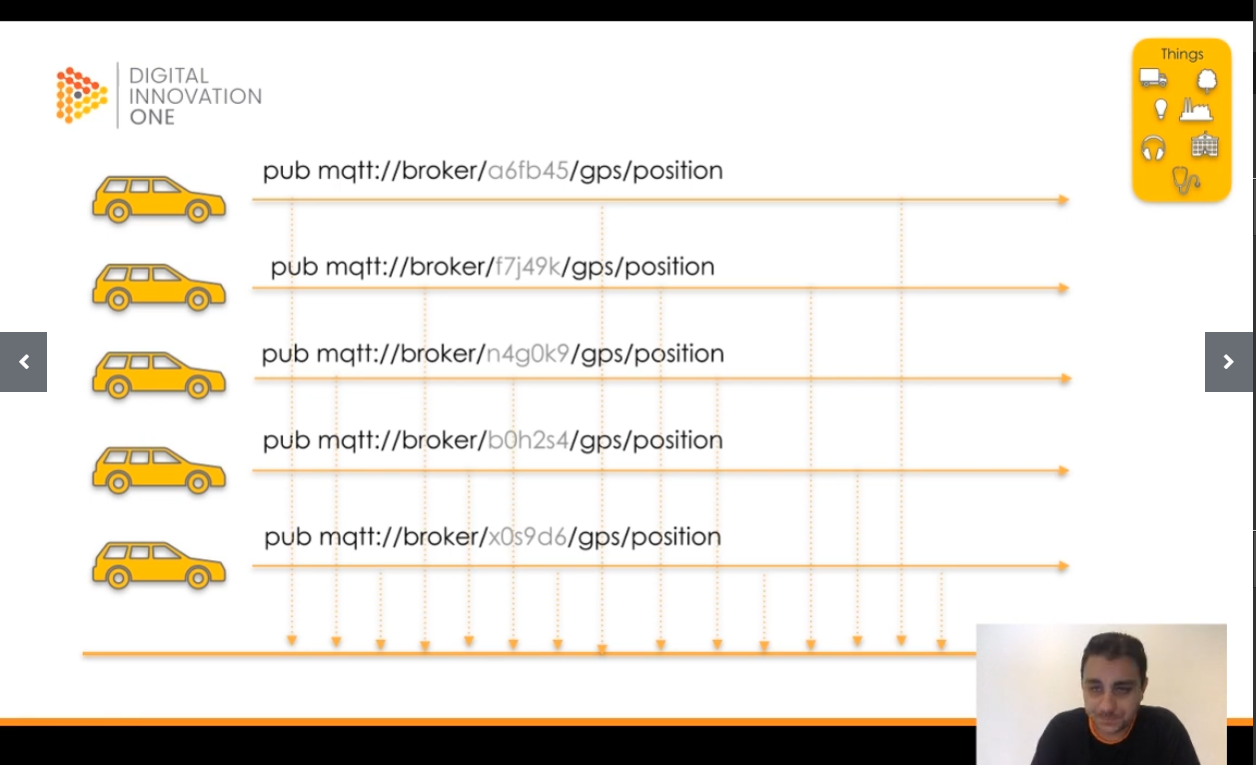 DIGITAL
INNOVATION
ONE
Things
pub mqtt://broker/a6fb45/gps/position
pub mqtt://broker/f7j49k/gps/position
pub mqtt://broker/n4g0k9/gps/position
pub mqtt://broker/b0h2s4/gps/position
pub mqtt://broker/x0s9d6/gps/position